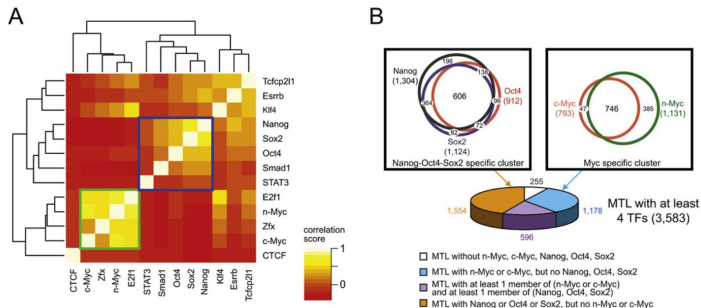 A
Tcfcp2l1
Esrrb
Klf4
Nanog
Sox2
Oct4
Smad1
STAT3
E2f1
n-Myc
Zfx
c-Myc
CTCF
CTCF
c-Myc
Zfx
n-Myc
E2f1
STAT3
Smad1
Oct4
Sox2
Nanog
Klf4
Esrrb
Tcfcp2l1
correlation
score
1
0
B
Nanog
(1,304)
198
138
Oct4
(912)
606
364
96
72
82
Sox2
(1,124)
Nanog-Oct4-Sox2 specific cluster
c-Myc
(793)
47
746
385
n-Myc
(1,131)
Myc specific cluster
255
1,554
1,178
596
MTL with at least
4 TFs (3,583)
MTL without n-Myc, c-Myc, Nanog, Oct4, Sox2
MTL with n-Myc or c-Myc, but no Nanog, Oct4, Sox2
MTL with at least 1 member of (n-Myc or c-Myc)
and at least 1 member of (Nanog, Oct4, Sox2)
MTL with Nanog or Oct4 or Sox2, but no n-Myc or c-Myc